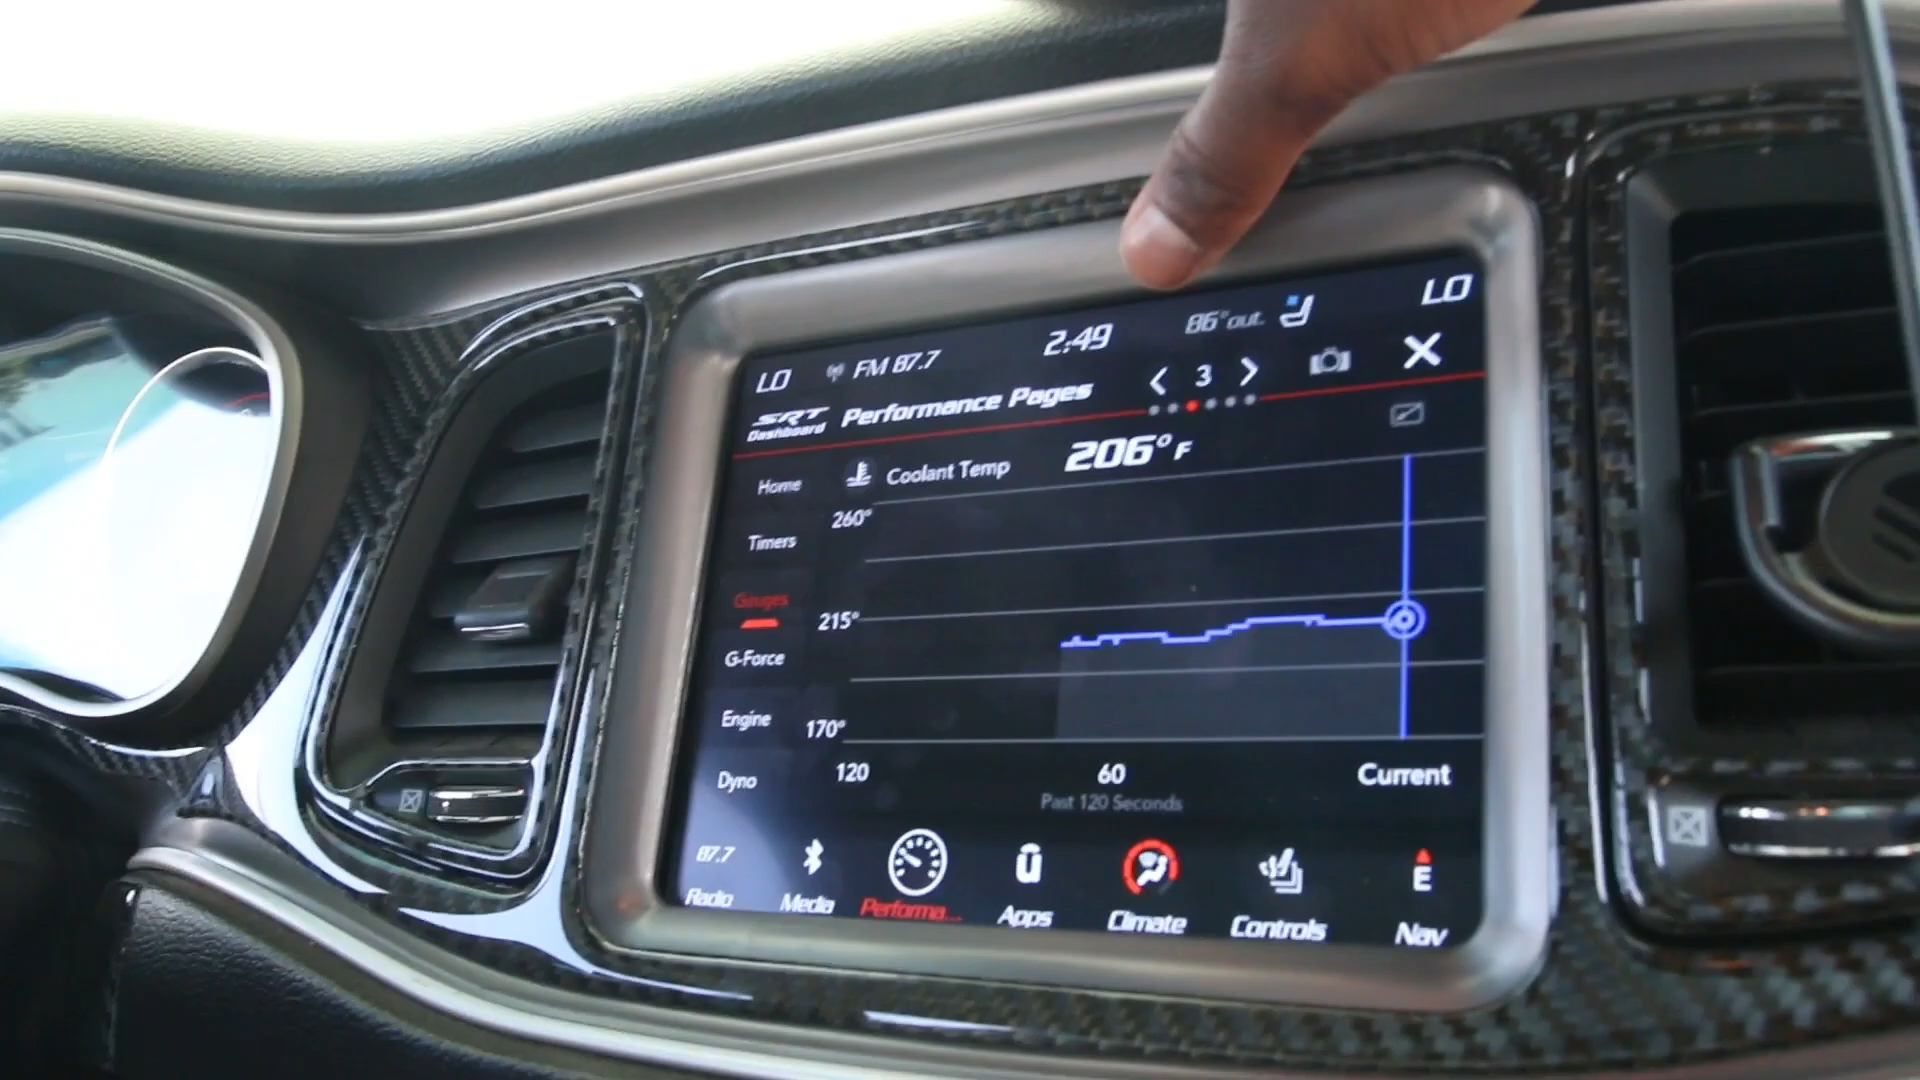 LO
FM 87.7
2:49
86° out.
LO
SRT
Dashboard
Performance Pages
3
Home
Timers
Gauges
G-Force
Engine
Dyno
Coolant Temp
206° F
260°
215°
170°
120
60
Current
Past 120 Seconds
87.7
Radio
Media
Performa...
Apps
Climate
Controls
E
Nav